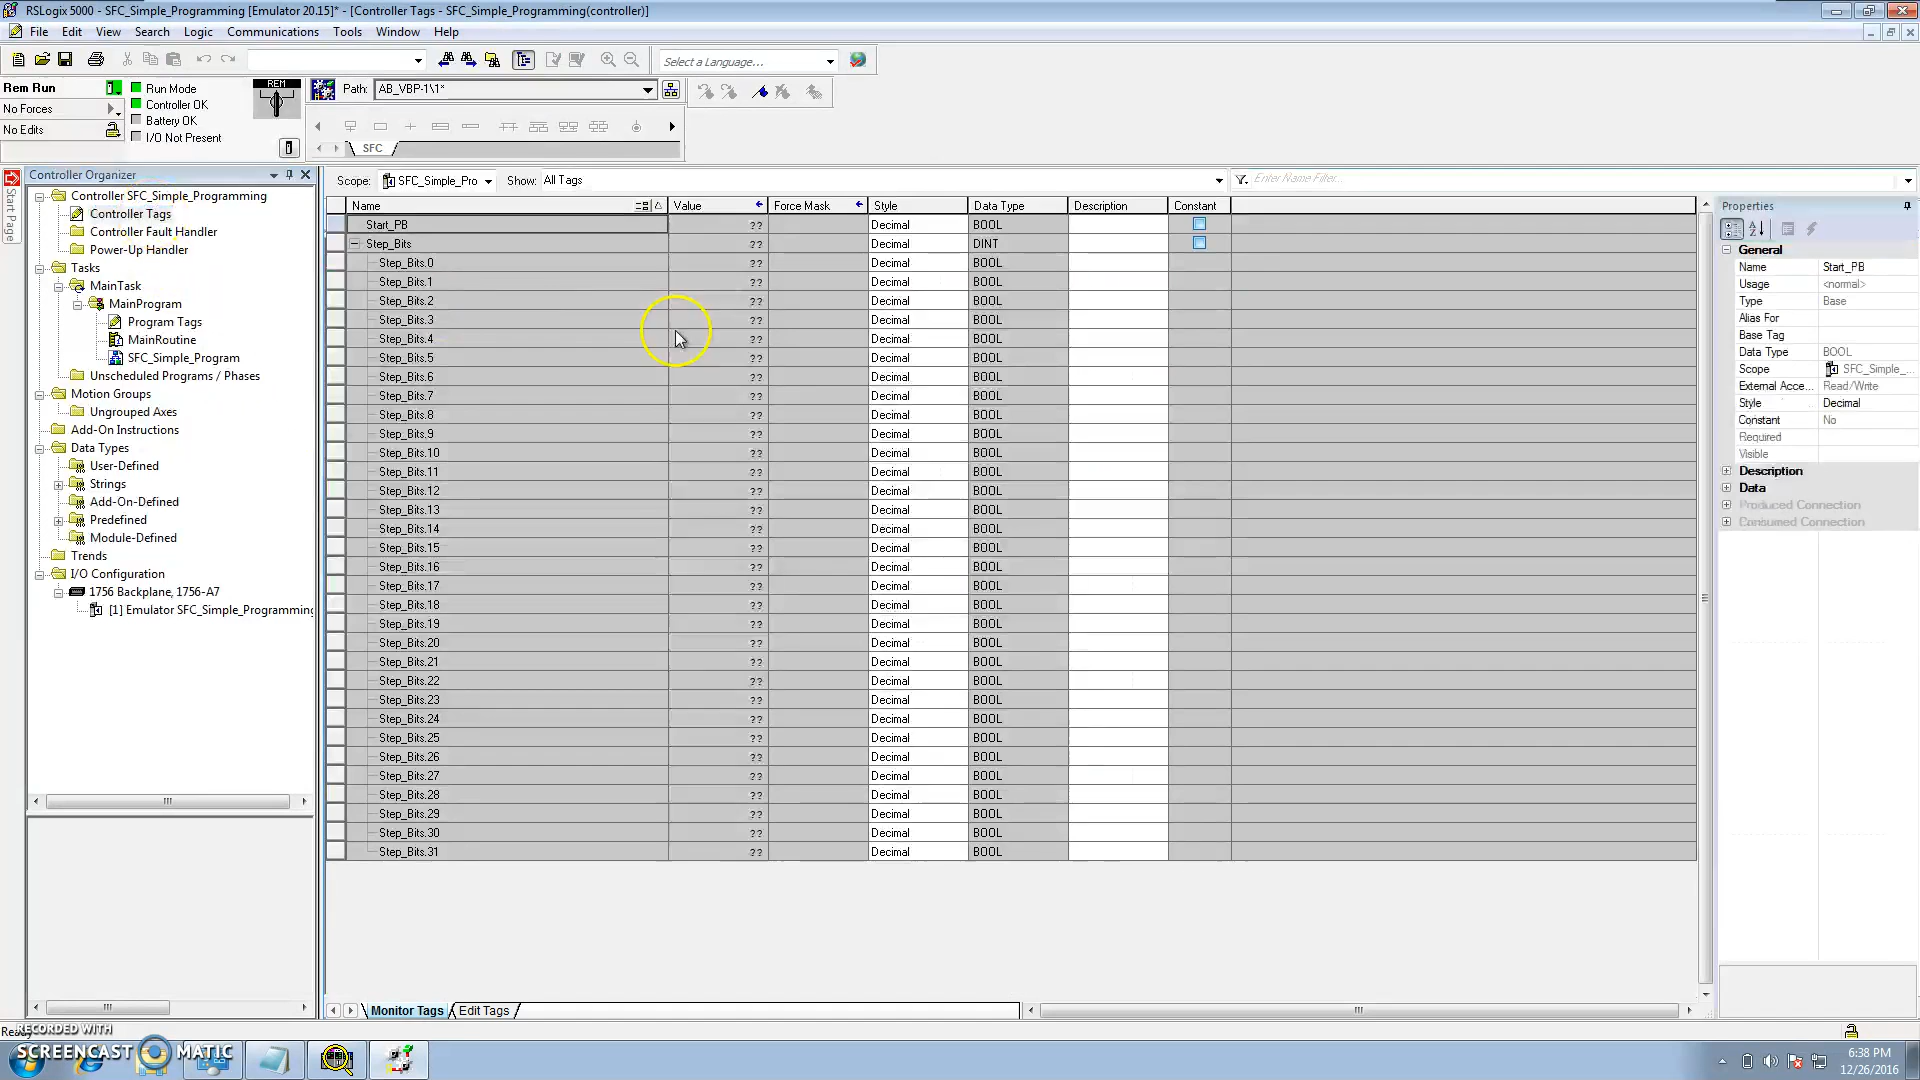 RSLogix 5000 - SFC_Simple_Programming [Emulator 20.15]* - [Controller Tags - SFC_Simple_Programming(controller)]
File Edit View Search Logic Communications Tools Window Help
Select a Language...
Rem Run
No Forces
No Edits
Run Mode
Controller OK
Battery OK
I/O Not Present
REM
Path: AB_VBP-1\1*
SFC
Start Page
Controller Organizer
Controller SFC_Simple_Programming
Controller Tags
Controller Fault Handler
Power-Up Handler
Tasks
MainTask
MainProgram
Program Tags
MainRoutine
SFC_Simple_Program
Unscheduled Programs / Phases
Motion Groups
Ungrouped Axes
Add-On Instructions
Data Types
User-Defined
Strings
Add-On-Defined
Predefined
Module-Defined
Trends
I/O Configuration
1756 Backplane, 1756-A7
[1] Emulator SFC_Simple_Programming
Scope: SFC_Simple_Pro Show: All Tags Enter Name Filter...
Name Value Force Mask Style Data Type Description Constant
Start_PB ?? Decimal BOOL
Step_Bits ?? Decimal DINT
Step_Bits.0 ?? Decimal BOOL
Step_Bits.1 ?? Decimal BOOL
Step_Bits.2 ?? Decimal BOOL
Step_Bits.3 ?? Decimal BOOL
Step_Bits.4 ?? Decimal BOOL
Step_Bits.5 ?? Decimal BOOL
Step_Bits.6 ?? Decimal BOOL
Step_Bits.7 ?? Decimal BOOL
Step_Bits.8 ?? Decimal BOOL
Step_Bits.9 ?? Decimal BOOL
Step_Bits.10 ?? Decimal BOOL
Step_Bits.11 ?? Decimal BOOL
Step_Bits.12 ?? Decimal BOOL
Step_Bits.13 ?? Decimal BOOL
Step_Bits.14 ?? Decimal BOOL
Step_Bits.15 ?? Decimal BOOL
Step_Bits.16 ?? Decimal BOOL
Step_Bits.17 ?? Decimal BOOL
Step_Bits.18 ?? Decimal BOOL
Step_Bits.19 ?? Decimal BOOL
Step_Bits.20 ?? Decimal BOOL
Step_Bits.21 ?? Decimal BOOL
Step_Bits.22 ?? Decimal BOOL
Step_Bits.23 ?? Decimal BOOL
Step_Bits.24 ?? Decimal BOOL
Step_Bits.25 ?? Decimal BOOL
Step_Bits.26 ?? Decimal BOOL
Step_Bits.27 ?? Decimal BOOL
Step_Bits.28 ?? Decimal BOOL
Step_Bits.29 ?? Decimal BOOL
Step_Bits.30 ?? Decimal BOOL
Step_Bits.31 ?? Decimal BOOL
Monitor Tags Edit Tags
Properties
General
Name Start_PB
Usage <normal>
Type Base
Alias For
Base Tag
Data Type BOOL
Scope SFC_Simple_...
External Acce... Read/Write
Style Decimal
Constant No
Required
Visible
Description
Data
Produced Connection
Consumed Connection
RECORDED WITH
SCREENCAST MATIC
6:38 PM
12/26/2016